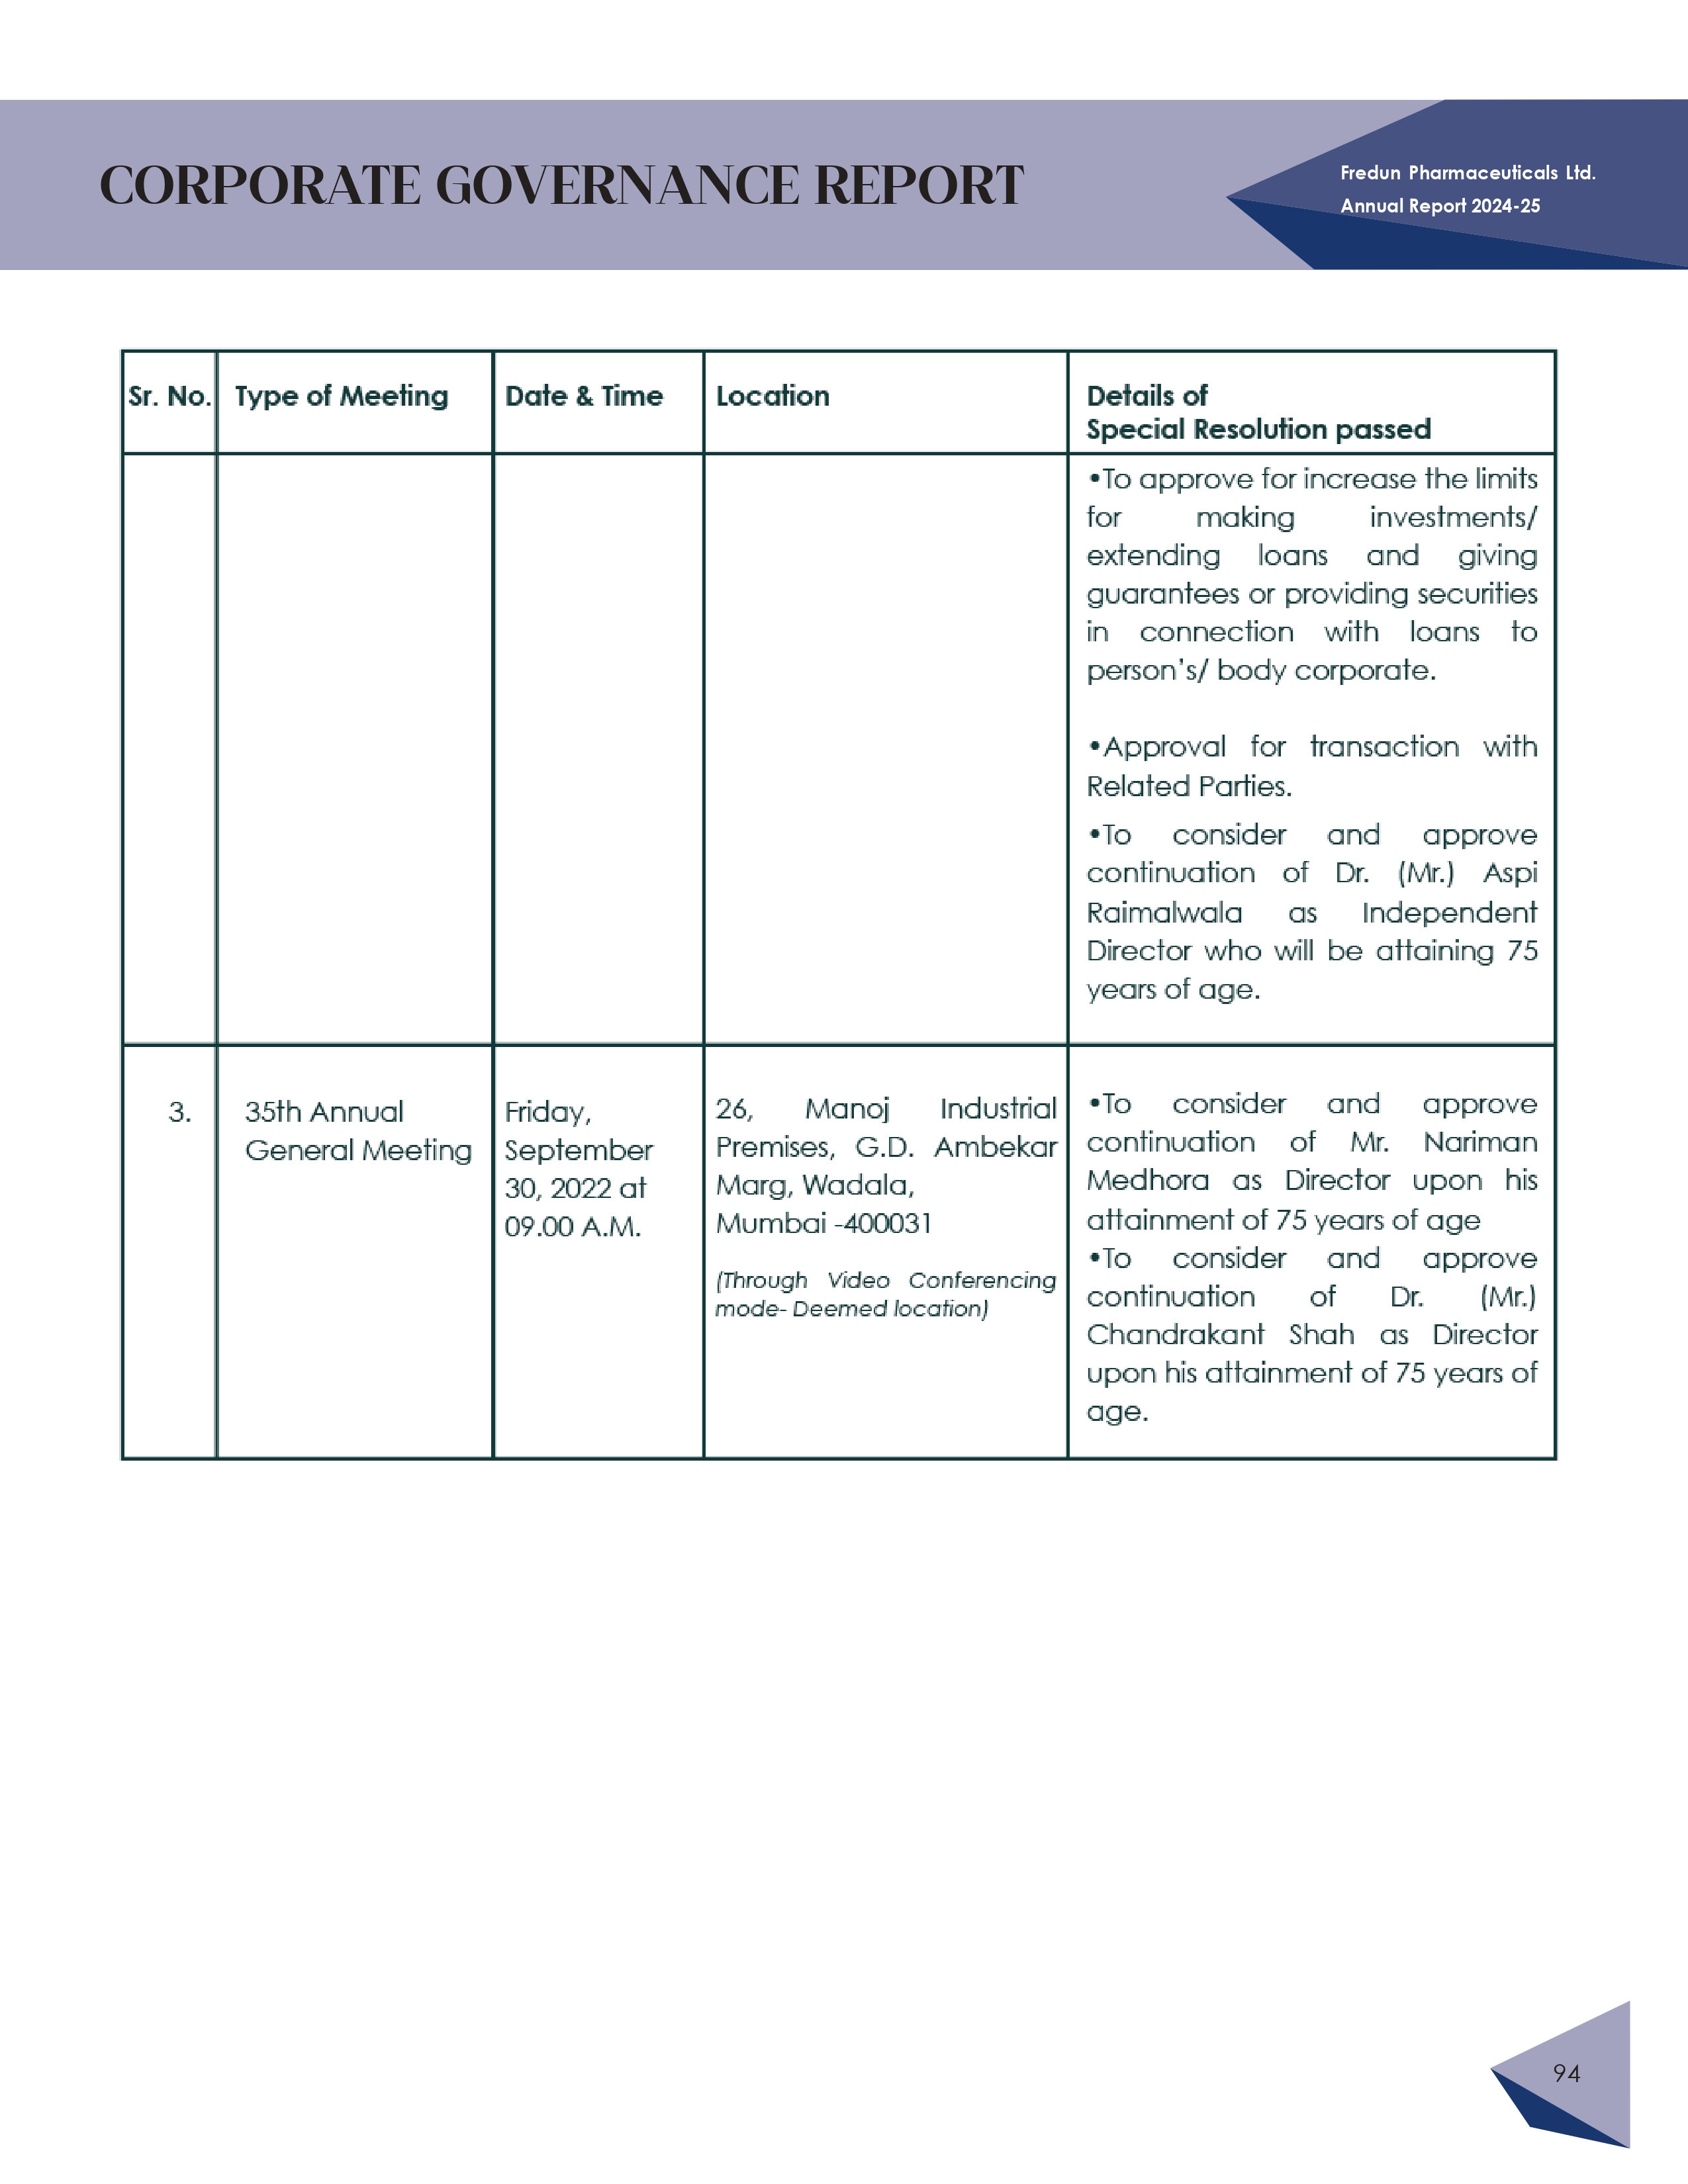 CORPORATE GOVERNANCE REPORT
Fredun Pharmaceuticals Ltd.
Annual Report 2024-25
Sr. No.
Type of Meeting
Date & Time
Location
Details of
Special Resolution passed
•To approve for increase the limits
for making investments/
extending loans and giving
guarantees or providing securities
in connection with loans to
person’s/ body corporate.
•Approval for transaction with
Related Parties.
•To consider and approve
continuation of Dr. (Mr.) Aspi
Raimalwala as Independent
Director who will be attaining 75
years of age.
3.
35th Annual
General Meeting
Friday,
September
30, 2022 at
09.00 A.M.
26, Manoj Industrial
Premises, G.D. Ambekar
Marg, Wadala,
Mumbai -400031
(Through Video Conferencing
mode- Deemed location)
•To consider and approve
continuation of Mr. Nariman
Medhora as Director upon his
attainment of 75 years of age
•To consider and approve
continuation of Dr. (Mr.)
Chandrakant Shah as Director
upon his attainment of 75 years of
age.
94